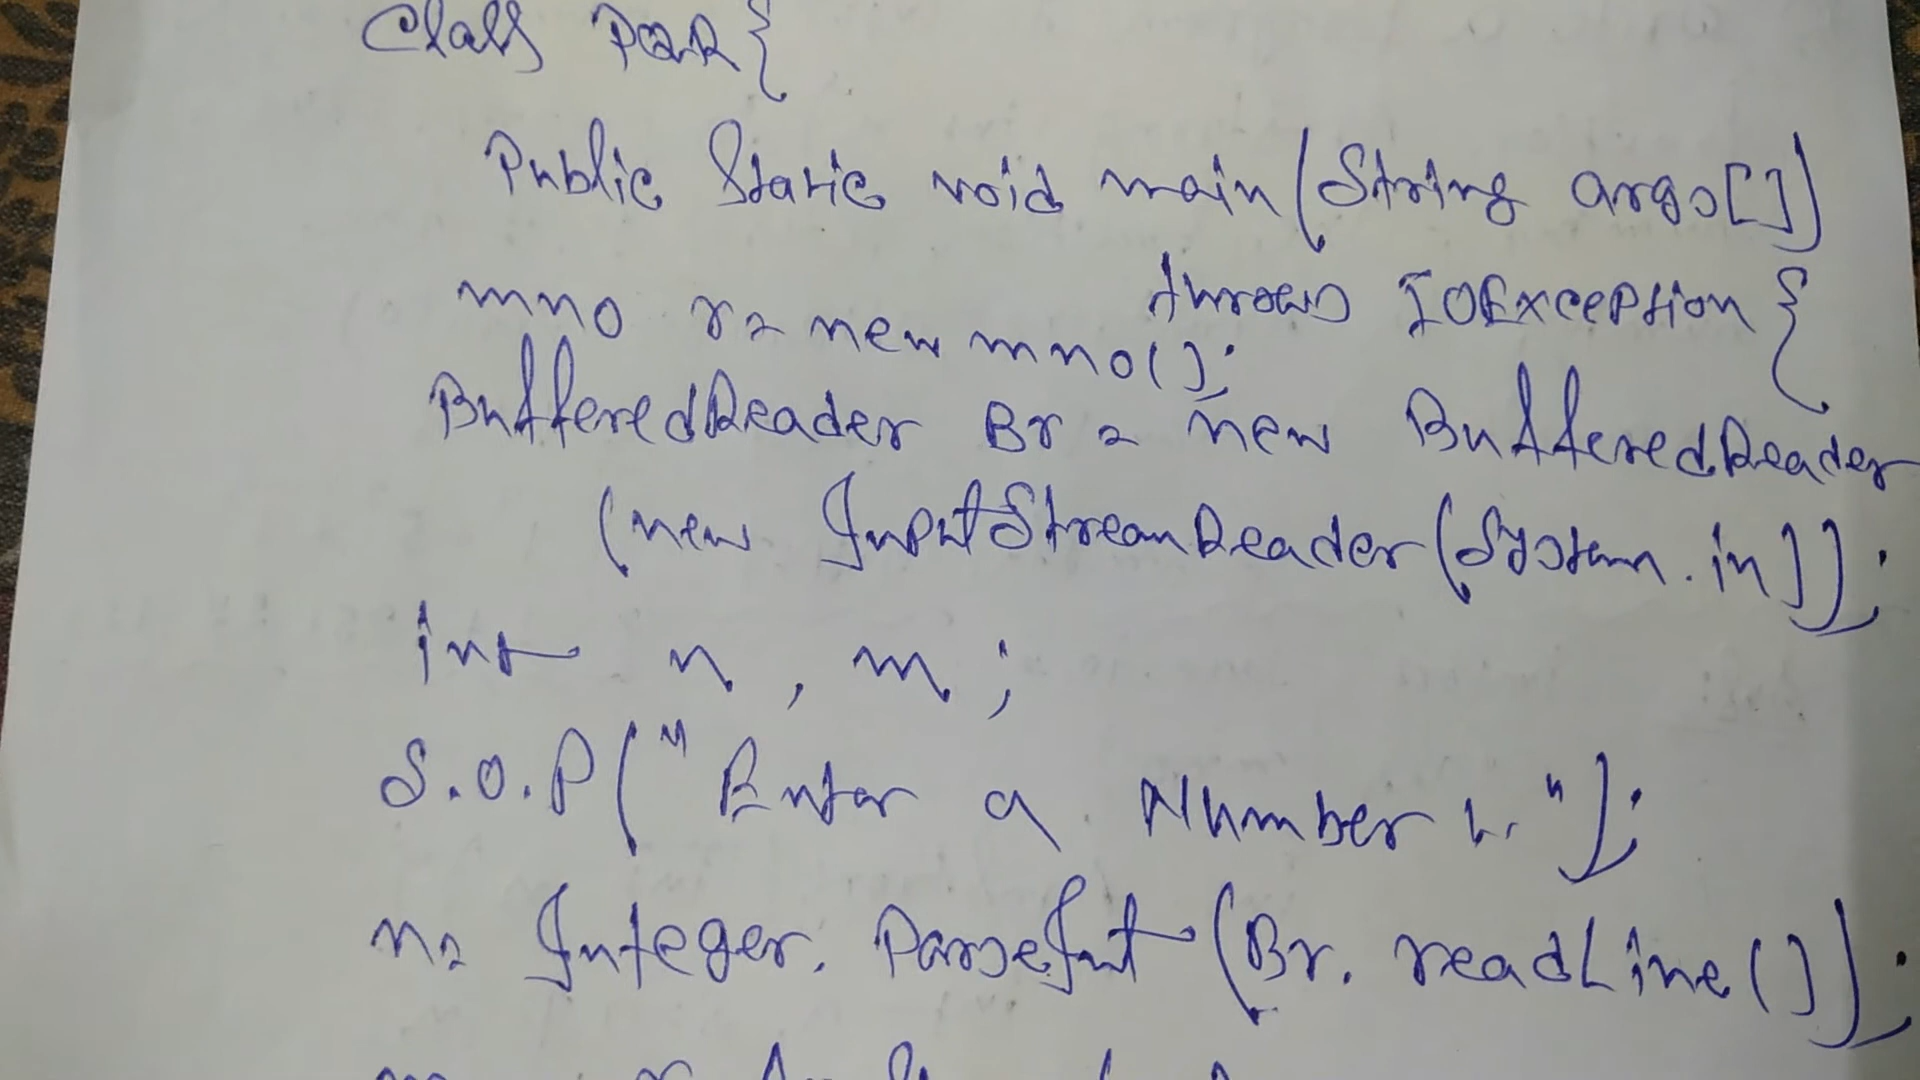 Class PQR{
Public Static void main(String args[])
throws IOException{
mno r= new mno();
BufferedReader Br = new BufferedReader
(new InputStreamReader(System.in));
int n, m;
S.O.P("Enter a Number :-");
n= Integer.ParseInt(Br.readLine());